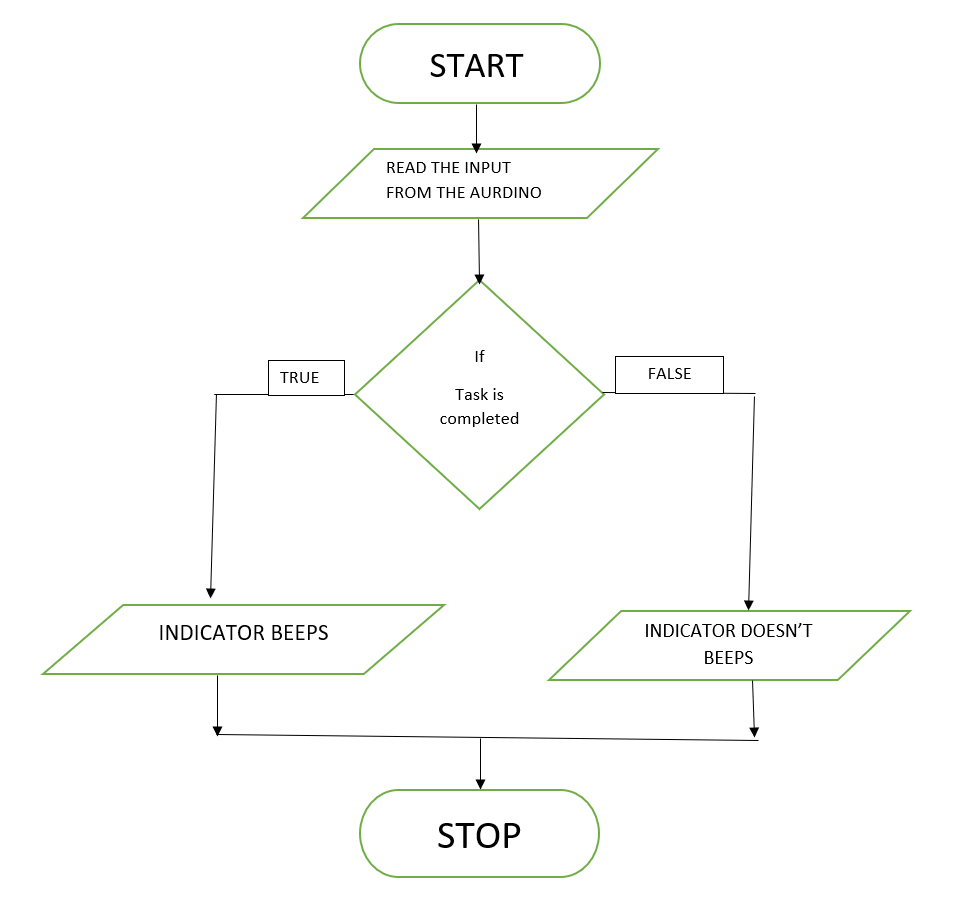 START
READ THE INPUT
FROM THE AURDINO
If
Task is
completed
TRUE
FALSE
INDICATOR BEEPS
INDICATOR DOESN’T
BEEPS
STOP